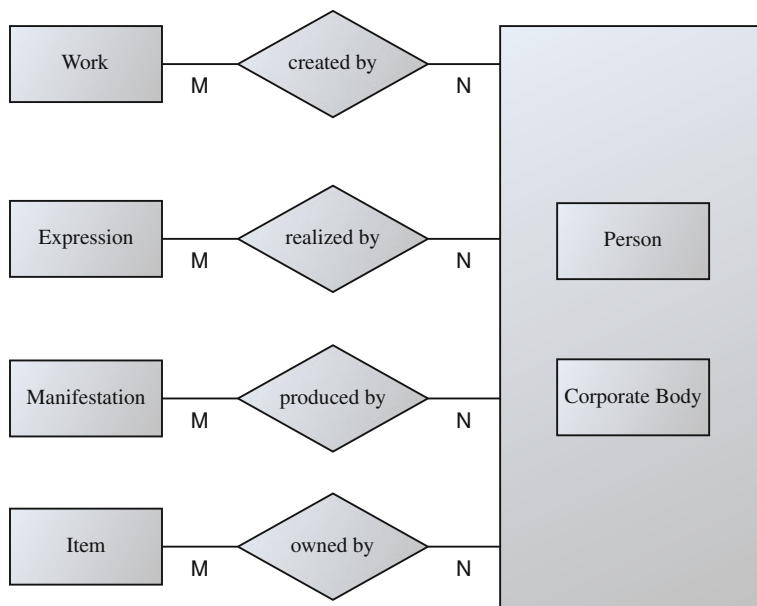 Work
M
created by
N
Expression
M
realized by
N
Person
Manifestation
M
produced by
N
Corporate Body
Item
M
owned by
N